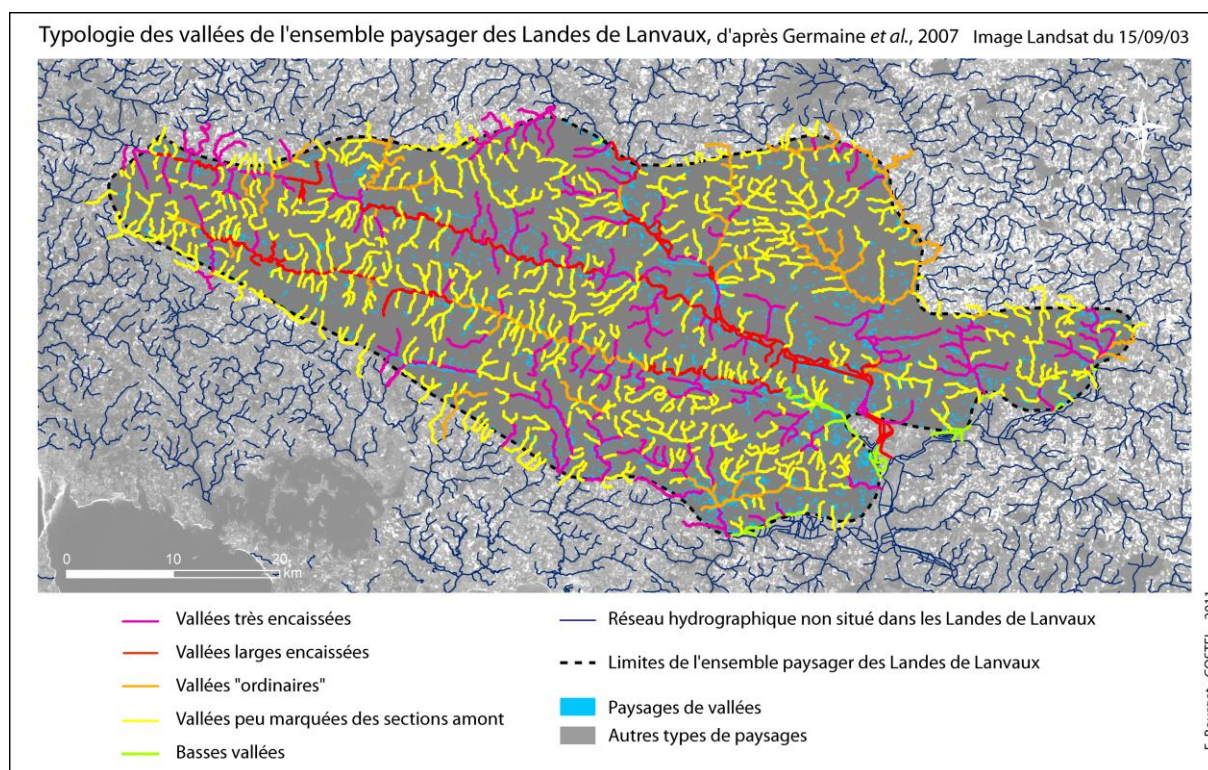 Typologie des vallées de l'ensemble paysager des Landes de Lanvaux, d'après Germaine et al., 2007 Image Landsat du 15/09/03
0 10 20
km
Vallées très encaissées
Vallées larges encaissées
Vallées "ordinaires"
Vallées peu marquées des sections amont
Basses vallées
Réseau hydrographique non situé dans les Landes de Lanvaux
Limites de l'ensemble paysager des Landes de Lanvaux
Paysages de vallées
Autres types de paysages